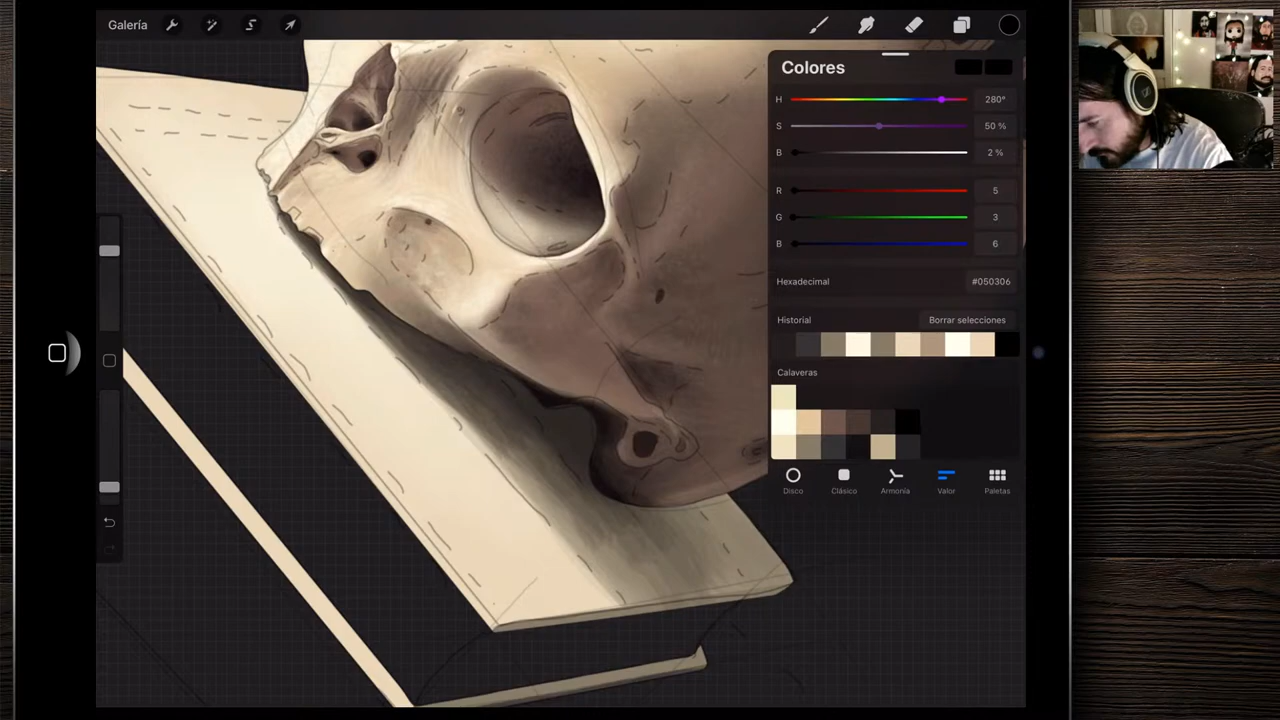 Galería
Colores
H 280°
S 50 %
B 2 %
R 5
G 3
B 6
Hexadecimal #050306
Historial Borrar selecciones
Calaveras
Disco Clásico Armonía Valor Paletas